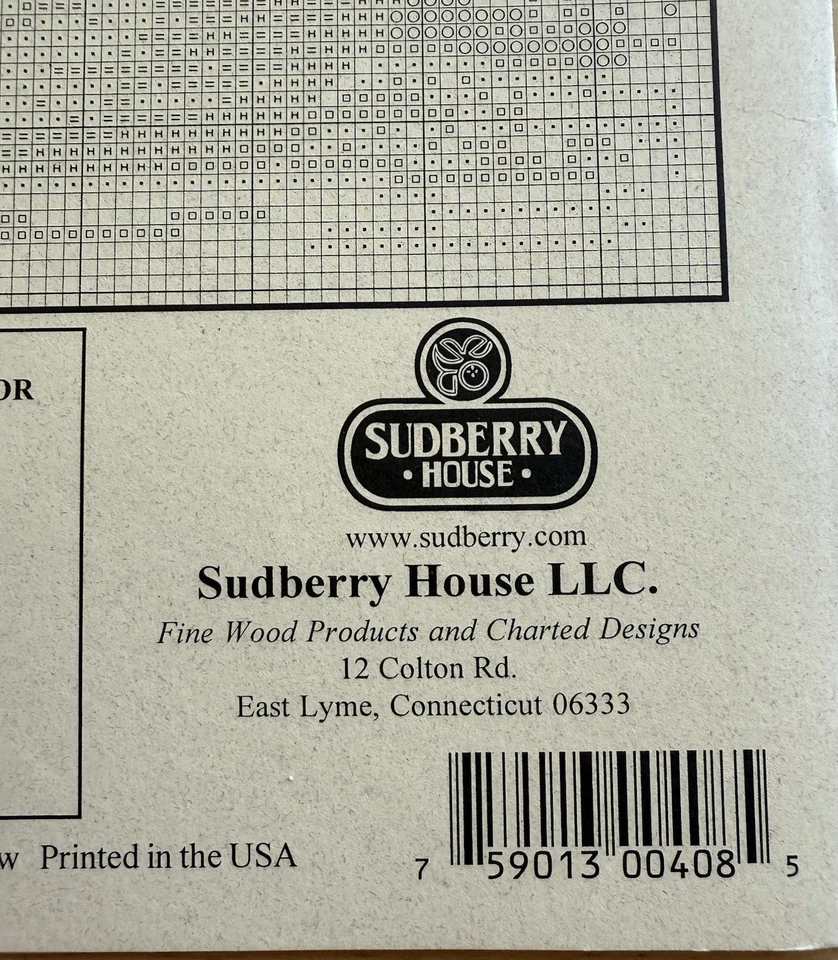 OR
SUDBERRY
• HOUSE •
www.sudberry.com
Sudberry House LLC.
Fine Wood Products and Charted Designs
12 Colton Rd.
East Lyme, Connecticut 06333
w Printed in the USA
7 59013 00408 5